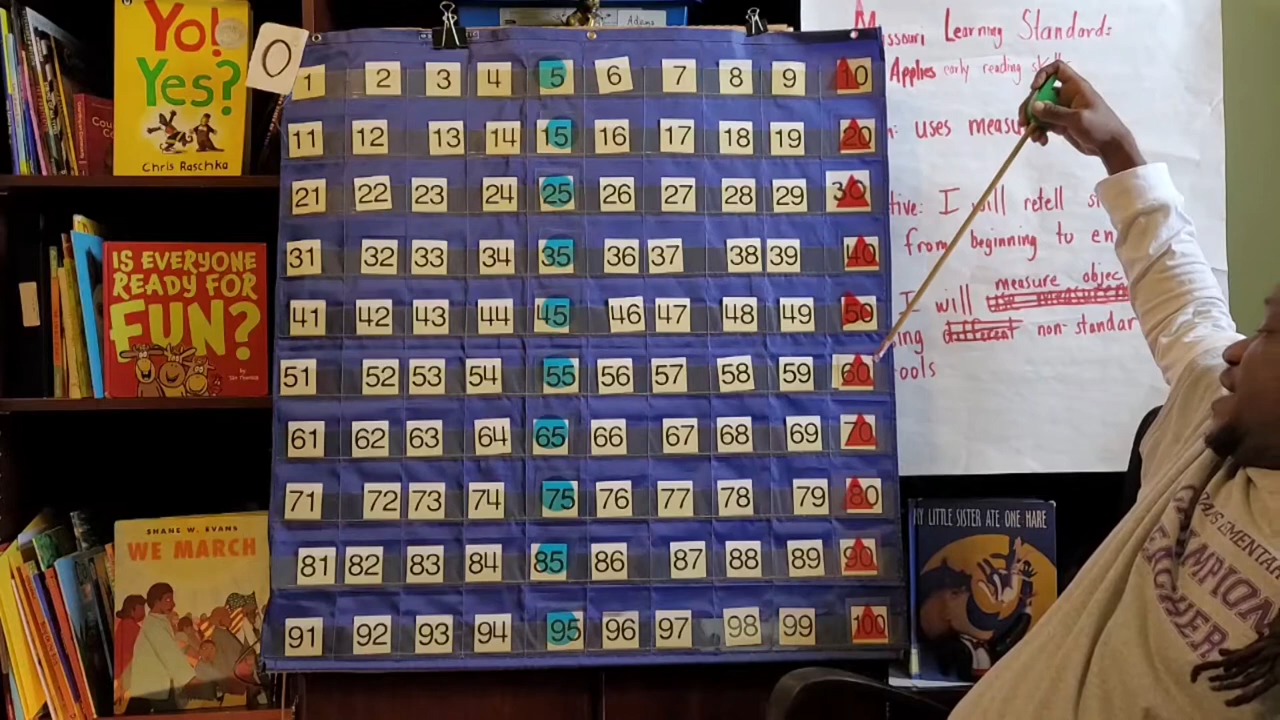 Yo!
Yes?
Chris Raschka
IS EVERYONE
READY FOR
FUN?
SHANE W. EVANS
WE MARCH
Adams
0
1 2 3 4 5 6 7 8 9 10
11 12 13 14 15 16 17 18 19 20
21 22 23 24 25 26 27 28 29 30
31 32 33 34 35 36 37 38 39 40
41 42 43 44 45 46 47 48 49 50
51 52 53 54 55 56 57 58 59 60
61 62 63 64 65 66 67 68 69 70
71 72 73 74 75 76 77 78 79 80
81 82 83 84 85 86 87 88 89 90
91 92 93 94 95 96 97 98 99 100
Learning Standards
Applies early reading
uses
I will retell
from beginning to
measure
I will
non-
MY LITTLE SISTER ATE ONE HARE